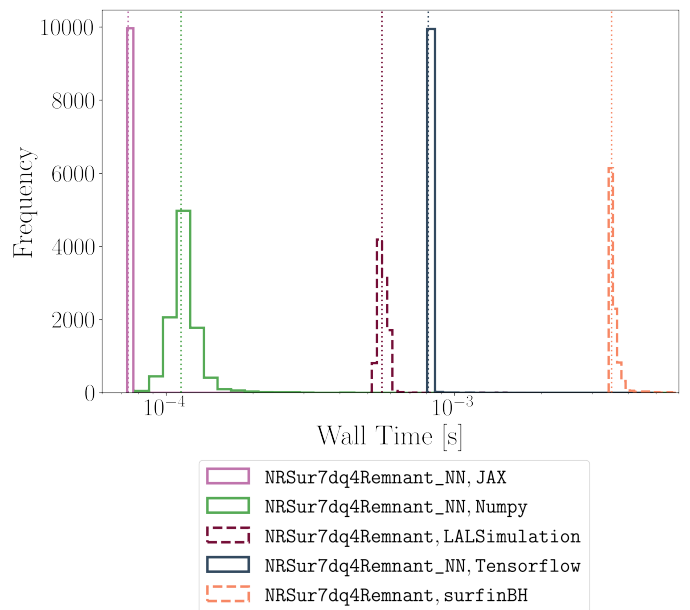 10000
8000
6000
4000
2000
0
Frequency
10⁻⁴
10⁻³
Wall Time [s]
NRSur7dq4Remnant_NN, JAX
NRSur7dq4Remnant_NN, Numpy
NRSur7dq4Remnant, LALSimulation
NRSur7dq4Remnant_NN, Tensorflow
NRSur7dq4Remnant, surfinBH